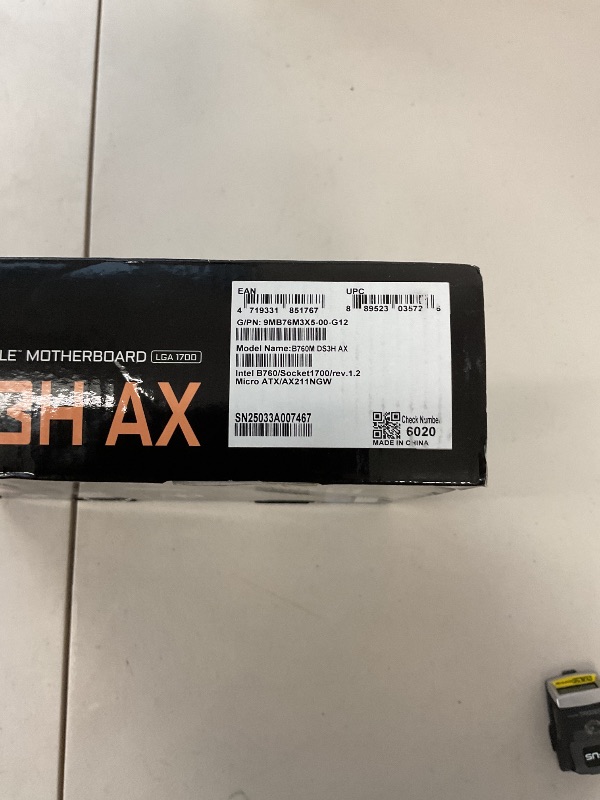 EAN
UPC
4 719331 851767
8 89523 03572 6
G/PN: 9MB76M3X5-00-G12
Model Name:B760M DS3H AX
Intel B760/Socket1700/rev.1.2
Micro ATX/AX211NGW
SN25033A007467
Check Number
6020
MADE IN CHINA
LE™ MOTHERBOARD LGA 1700
3H AX